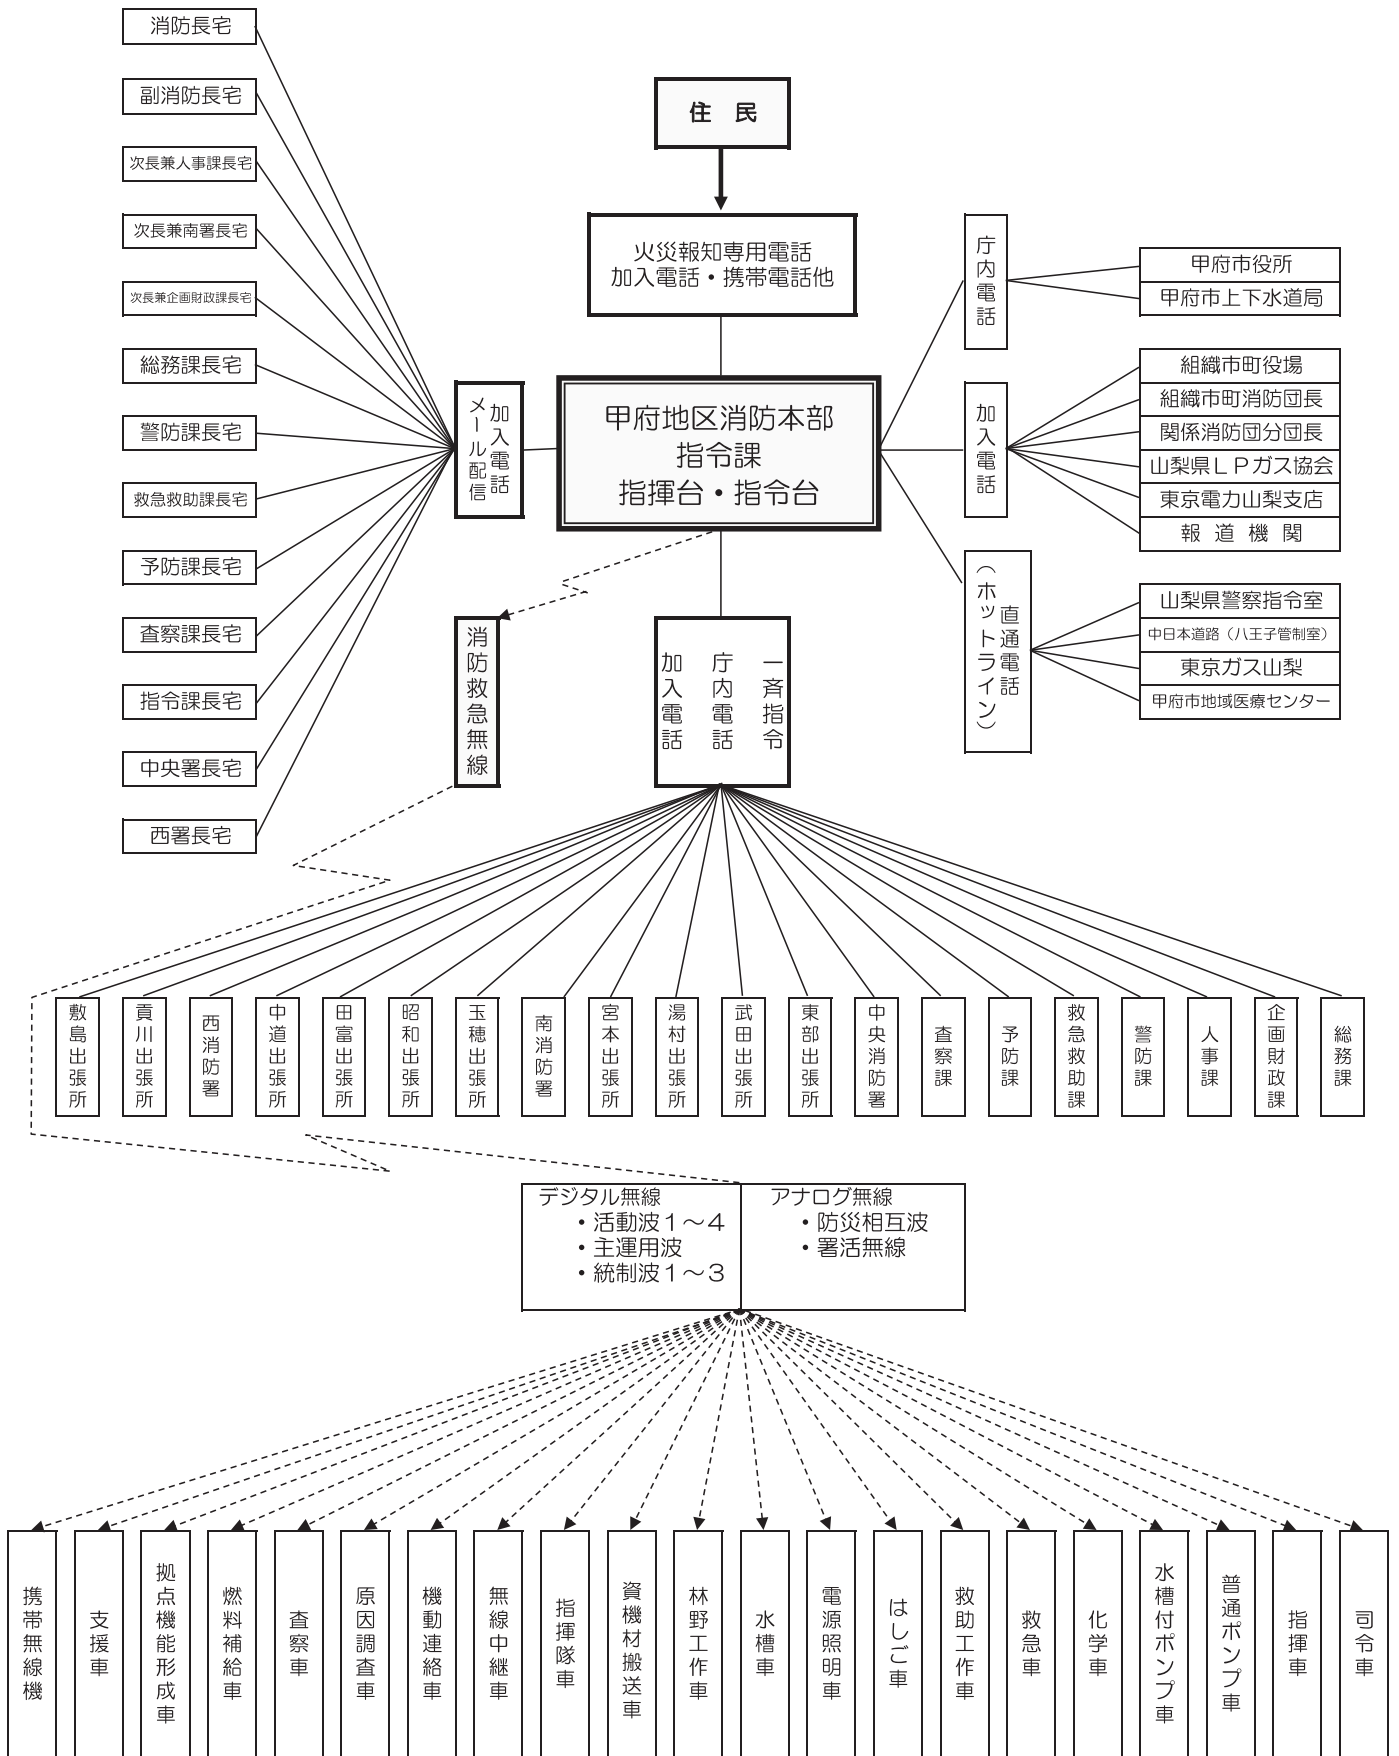 消防長宅
副消防長宅
次長兼人事課長宅
次長兼南署長宅
次長兼企画財政課長宅
総務課長宅
警防課長宅
救急救助課長宅
予防課長宅
査察課長宅
指令課長宅
中央署長宅
西署長宅
住　民
火災報知専用電話
加入電話・携帯電話他
加入電話
メール配信
甲府地区消防本部
指令課
指揮台・指令台
庁内電話
甲府市役所
甲府市上下水道局
加入電話
組織市町役場
組織市町消防団長
関係消防団分団長
山梨県ＬＰガス協会
東京電力山梨支店
報道機関
直通電話
（ホットライン）
山梨県警察指令室
中日本道路（八王子管制室）
東京ガス山梨
甲府市地域医療センター
消防救急無線
一斉指令
庁内電話
加入電話
敷島出張所
貢川出張所
西消防署
中道出張所
田富出張所
昭和出張所
玉穂出張所
南消防署
宮本出張所
湯村出張所
武田出張所
東部出張所
中央消防署
査察課
予防課
救急救助課
警防課
人事課
企画財政課
総務課
デジタル無線
・活動波１～４
・主運用波
・統制波１～３
アナログ無線
・防災相互波
・署活無線
携帯無線機
支援車
拠点機能形成車
燃料補給車
査察車
原因調査車
機動連絡車
無線中継車
指揮隊車
資機材搬送車
林野工作車
水槽車
電源照明車
はしご車
救助工作車
救急車
化学車
水槽付ポンプ車
普通ポンプ車
指揮車
司令車